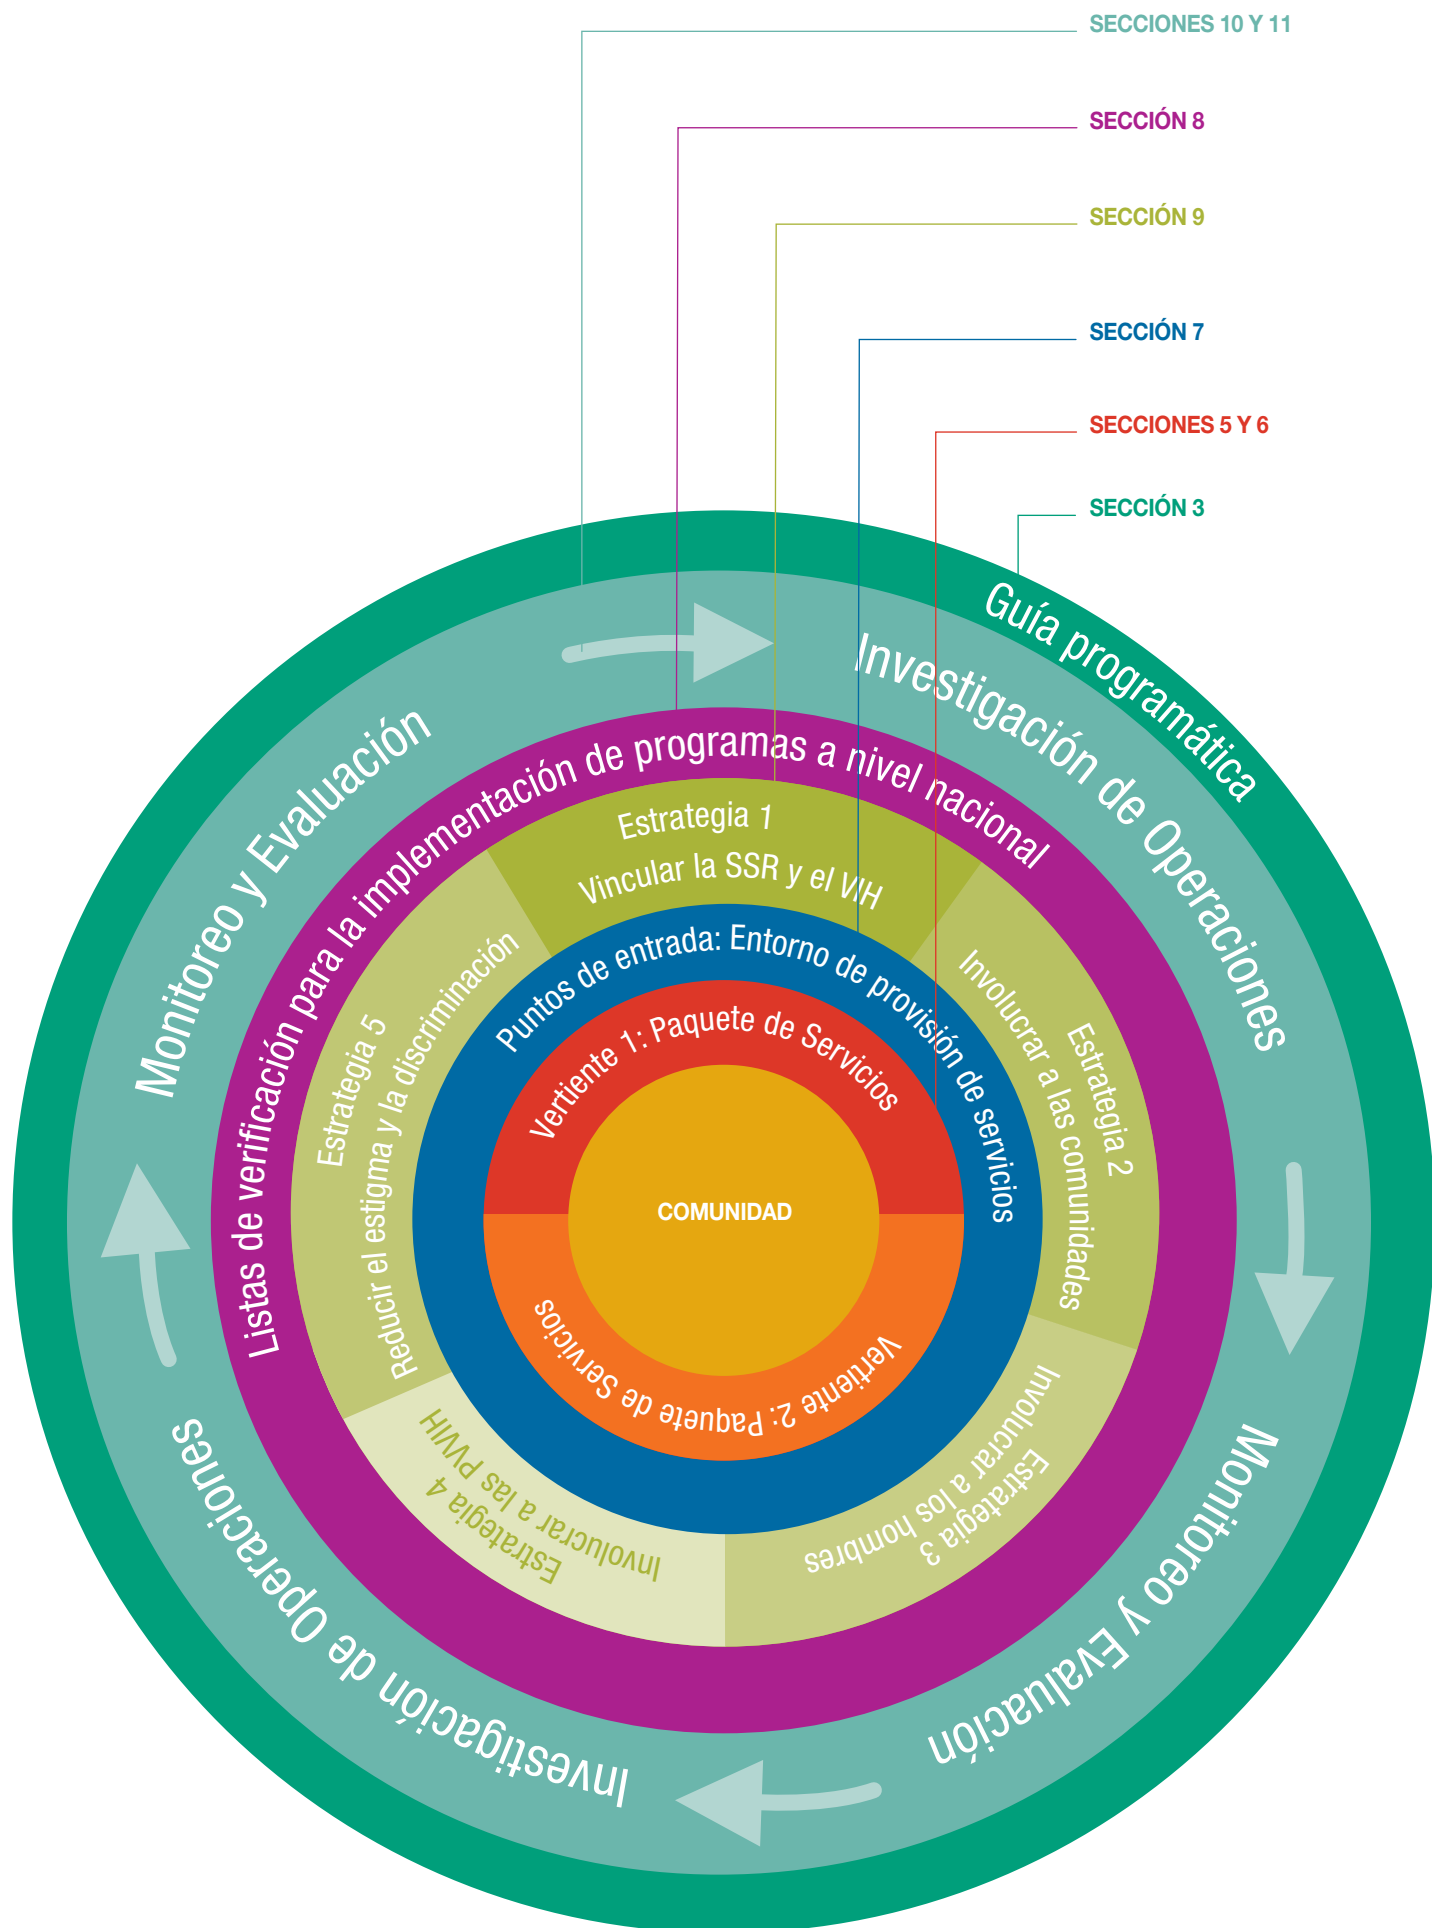 SECCIONES 10 Y 11
SECCIÓN 8
SECCIÓN 9
SECCIÓN 7
SECCIONES 5 Y 6
SECCIÓN 3
Guía programática
Investigación de Operaciones
Monitoreo y Evaluación
Investigación de Operaciones
Monitoreo y Evaluación
Listas de verificación para la implementación de programas a nivel nacional
Estrategia 1
Vincular la SSR y el VIH
Estrategia 2
Involucrar a las comunidades
Estrategia 3
Involucrar a los hombres
Estrategia 4
Involucrar a las PVVIH
Estrategia 5
Reducir el estigma y la discriminación
Puntos de entrada: Entorno de provisión de servicios
Vertiente 1: Paquete de Servicios
COMUNIDAD
Vertiente 2: Paquete de Servicios